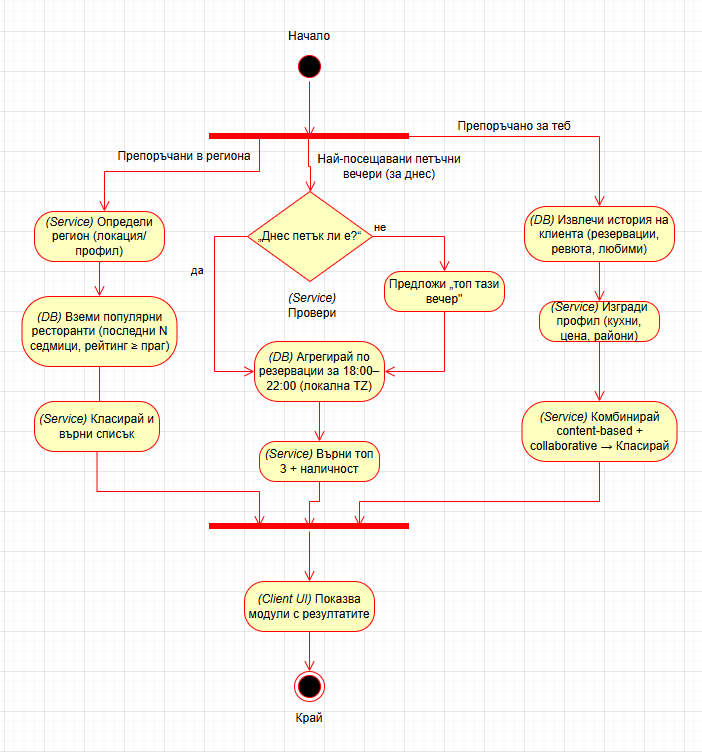 Начало
Препоръчано за теб
Препоръчани в региона
Най-посещавани петъчни
вечери (за днес)
(Service) Определи
регион (локация/
профил)
„Днес петък ли е?“
не
да
(Service)
Провери
Предложи „топ тази
вечер"
(DB) Извлечи история на
клиента (резервации,
ревюта, любими)
(DB) Вземи популярни
ресторанти (последни N
седмици, рейтинг ≥ праг)
(Service) Изгради
профил (кухни,
цена, райони)
(DB) Агрегирай по
резервации за 18:00–
22:00 (локална TZ)
(Service) Класирай и
върни списък
(Service) Върни топ
3 + наличност
(Service) Комбинирай
content-based +
collaborative → Класирай
(Client UI) Показва
модули с резултатите
Край